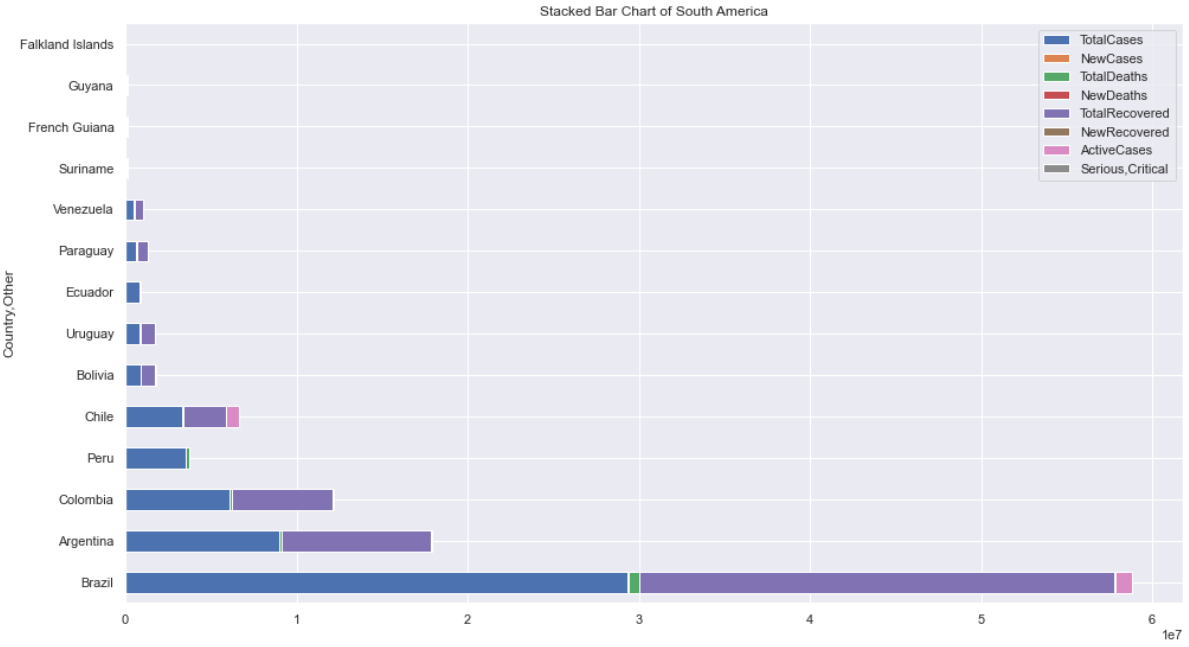 Stacked Bar Chart of South America
TotalCases
NewCases
TotalDeaths
NewDeaths
TotalRecovered
NewRecovered
ActiveCases
Serious,Critical
Country,Other
Falkland Islands
Guyana
French Guiana
Suriname
Venezuela
Paraguay
Ecuador
Uruguay
Bolivia
Chile
Peru
Colombia
Argentina
Brazil
0 1 2 3 4 5 6
1e7